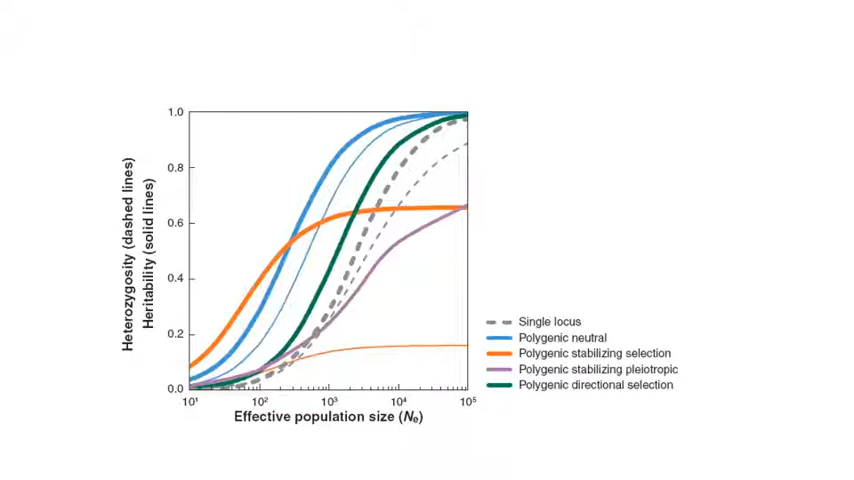 1.0
0.8
0.6
0.4
0.2
0.0
Heterozygosity (dashed lines)
Heritability (solid lines)
10¹ 10² 10³ 10⁴ 10⁵
Effective population size (Nₑ)
Single locus
Polygenic neutral
Polygenic stabilizing selection
Polygenic stabilizing pleiotropic
Polygenic directional selection